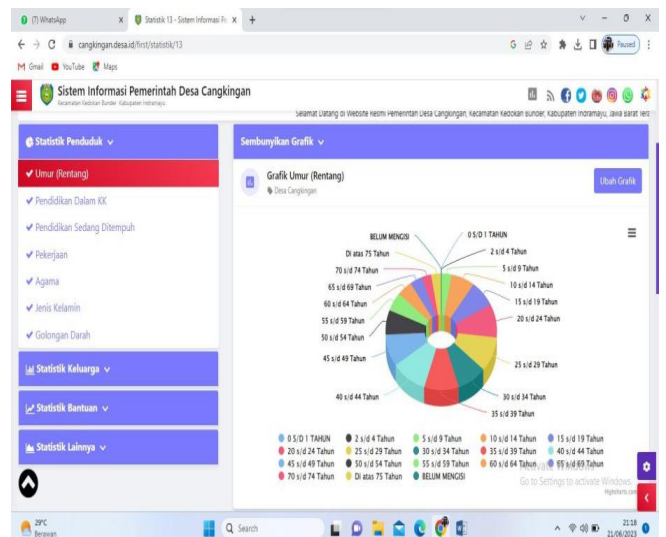 (7) WhatsApp
Statistik 13 - Sistem Informasi Pe
cangkingan.desa.id/first/statistik/13
Paused
Gmail YouTube Maps
Sistem Informasi Pemerintah Desa Cangkingan
Kecamatan Kedokan Bunder Kabupaten Indramayu
Selamat Datang di Website Resmi Pemerintah Desa Cangkingan, Kecamatan Kedokan Bunder, Kabupaten Indramayu, Jawa Barat
Statistik Penduduk
Umur (Rentang)
Pendidikan Dalam KK
Pendidikan Sedang Ditempuh
Pekerjaan
Agama
Jenis Kelamin
Golongan Darah
Statistik Keluarga
Statistik Bantuan
Statistik Lainnya
Sembunyikan Grafik
Grafik Umur (Rentang)
Desa Cangkingan
Ubah Grafik
BELUM MENGISI
0 S/D 1 TAHUN
Di atas 75 Tahun
2 s/d 4 Tahun
70 s/d 74 Tahun
5 s/d 9 Tahun
65 s/d 69 Tahun
10 s/d 14 Tahun
60 s/d 64 Tahun
15 s/d 19 Tahun
55 s/d 59 Tahun
20 s/d 24 Tahun
50 s/d 54 Tahun
45 s/d 49 Tahun
25 s/d 29 Tahun
40 s/d 44 Tahun
30 s/d 34 Tahun
35 s/d 39 Tahun
0 S/D 1 TAHUN 2 s/d 4 Tahun 5 s/d 9 Tahun 10 s/d 14 Tahun 15 s/d 19 Tahun
20 s/d 24 Tahun 25 s/d 29 Tahun 30 s/d 34 Tahun 35 s/d 39 Tahun 40 s/d 44 Tahun
45 s/d 49 Tahun 50 s/d 54 Tahun 55 s/d 59 Tahun 60 s/d 64 Tahun 65 s/d 69 Tahun
70 s/d 74 Tahun Di atas 75 Tahun BELUM MENGISI
Activate Windows
Go to Settings to activate Windows.
Highcharts.com
29°C
Berawan
Search
21:18
21/06/2023